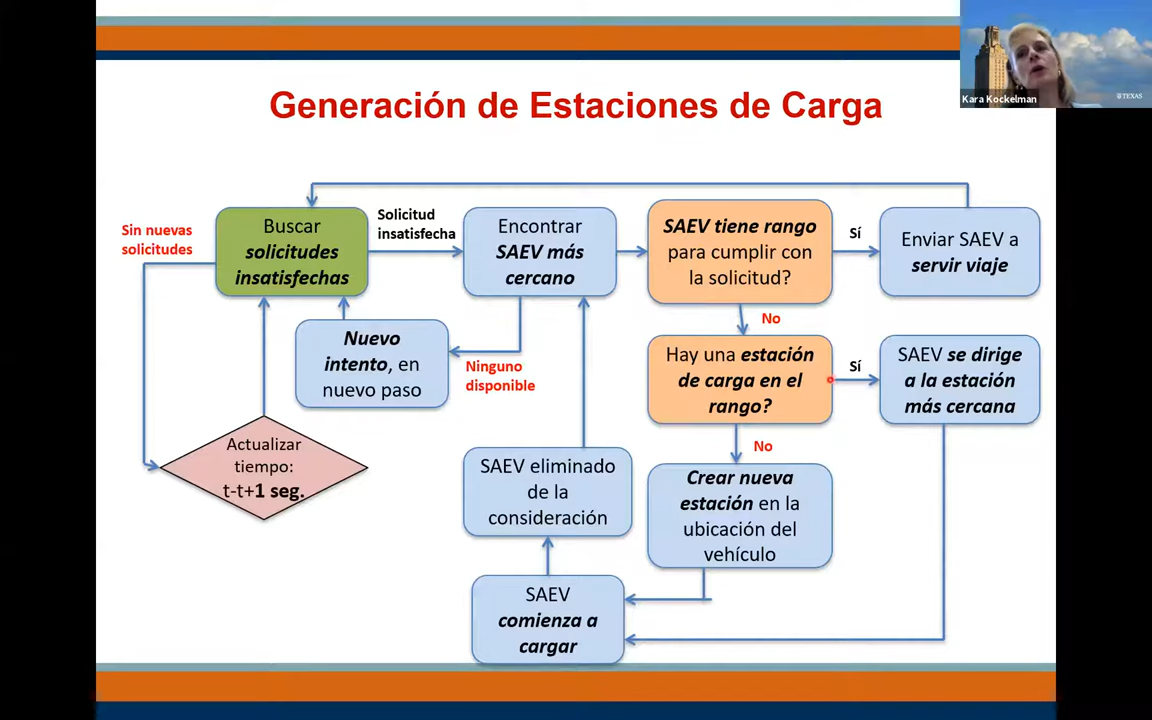 Kara Kockelman
TEXAS
Generación de Estaciones de Carga
Sin nuevas
solicitudes
Buscar
solicitudes
insatisfechas
Solicitud
insatisfecha
Encontrar
SAEV más
cercano
SAEV tiene rango
para cumplir con
la solicitud?
Sí
Enviar SAEV a
servir viaje
No
Nuevo
intento, en
nuevo paso
Ninguno
disponible
Hay una estación
de carga en el
rango?
Sí
SAEV se dirige
a la estación
más cercana
No
Actualizar
tiempo:
t-t+1 seg.
SAEV eliminado
de la
consideración
Crear nueva
estación en la
ubicación del
vehículo
SAEV
comienza a
cargar